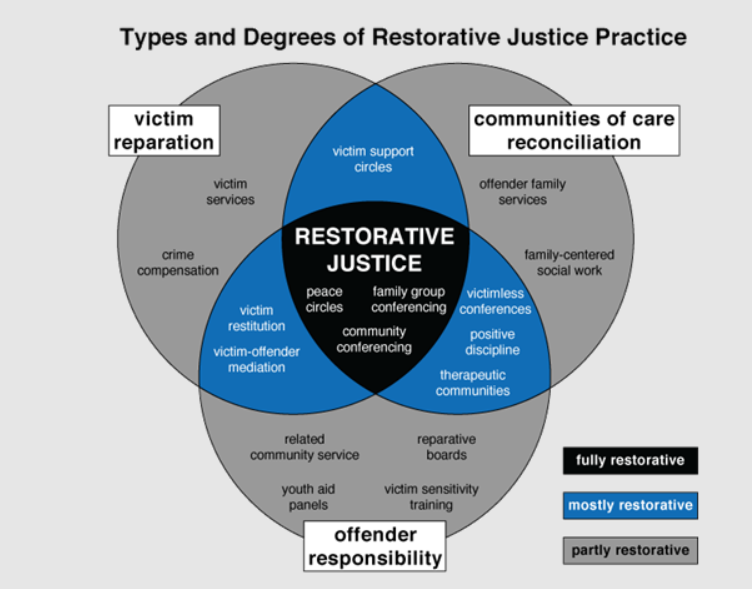 Types and Degrees of Restorative Justice Practice
victim
reparation
communities of care
reconciliation
victim support
circles
victim
services
offender family
services
crime
compensation
family-centered
social work
RESTORATIVE
JUSTICE
peace
circles
family group
conferencing
community
conferencing
victim
restitution
victim-offender
mediation
victimless
conferences
positive
discipline
therapeutic
communities
related
community service
reparative
boards
youth aid
panels
victim sensitivity
training
offender
responsibility
fully restorative
mostly restorative
partly restorative